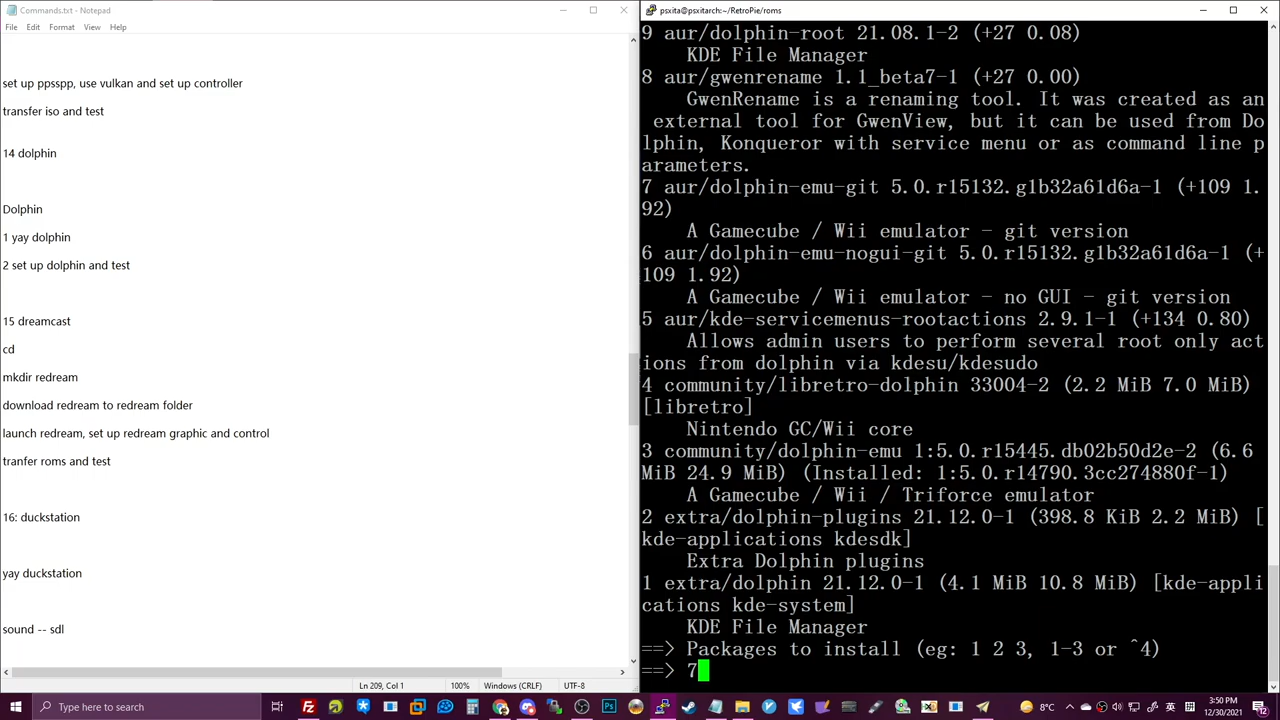 Commands.txt - Notepad
File Edit Format View Help
set up ppsspp, use vulkan and set up controller
transfer iso and test
14 dolphin
Dolphin
1 yay dolphin
2 set up dolphin and test
15 dreamcast
cd
mkdir redream
download redream to redream folder
launch redream, set up redream graphic and control
tranfer roms and test
16: duckstation
yay duckstation
sound -- sdl
Ln 209, Col 1 100% Windows (CRLF) UTF-8
psxita@psxitarch:~/RetroPie/roms
9 aur/dolphin-root 21.08.1-2 (+27 0.08)
KDE File Manager
8 aur/gwenrename 1.1_beta7-1 (+27 0.00)
GwenRename is a renaming tool. It was created as an
external tool for GwenView, but it can be used from Do
lphin, Konqueror with service menu or as command line p
arameters.
7 aur/dolphin-emu-git 5.0.r15132.g1b32a61d6a-1 (+109 1.
92)
A Gamecube / Wii emulator - git version
6 aur/dolphin-emu-nogui-git 5.0.r15132.g1b32a61d6a-1 (+
109 1.92)
A Gamecube / Wii emulator - no GUI - git version
5 aur/kde-servicemenus-rootactions 2.9.1-1 (+134 0.80)
Allows admin users to perform several root only act
ions from dolphin via kdesu/kdesudo
4 community/libretro-dolphin 33004-2 (2.2 MiB 7.0 MiB)
[libretro]
Nintendo GC/Wii core
3 community/dolphin-emu 1:5.0.r15445.db02b50d2e-2 (6.6
MiB 24.9 MiB) (Installed: 1:5.0.r14790.3cc274880f-1)
A Gamecube / Wii / Triforce emulator
2 extra/dolphin-plugins 21.12.0-1 (398.8 KiB 2.2 MiB) [
kde-applications kdesdk]
Extra Dolphin plugins
1 extra/dolphin 21.12.0-1 (4.1 MiB 10.8 MiB) [kde-appli
cations kde-system]
KDE File Manager
==> Packages to install (eg: 1 2 3, 1-3 or ^4)
==> 7
Type here to search
8°C
英
3:50 PM
12/30/2021